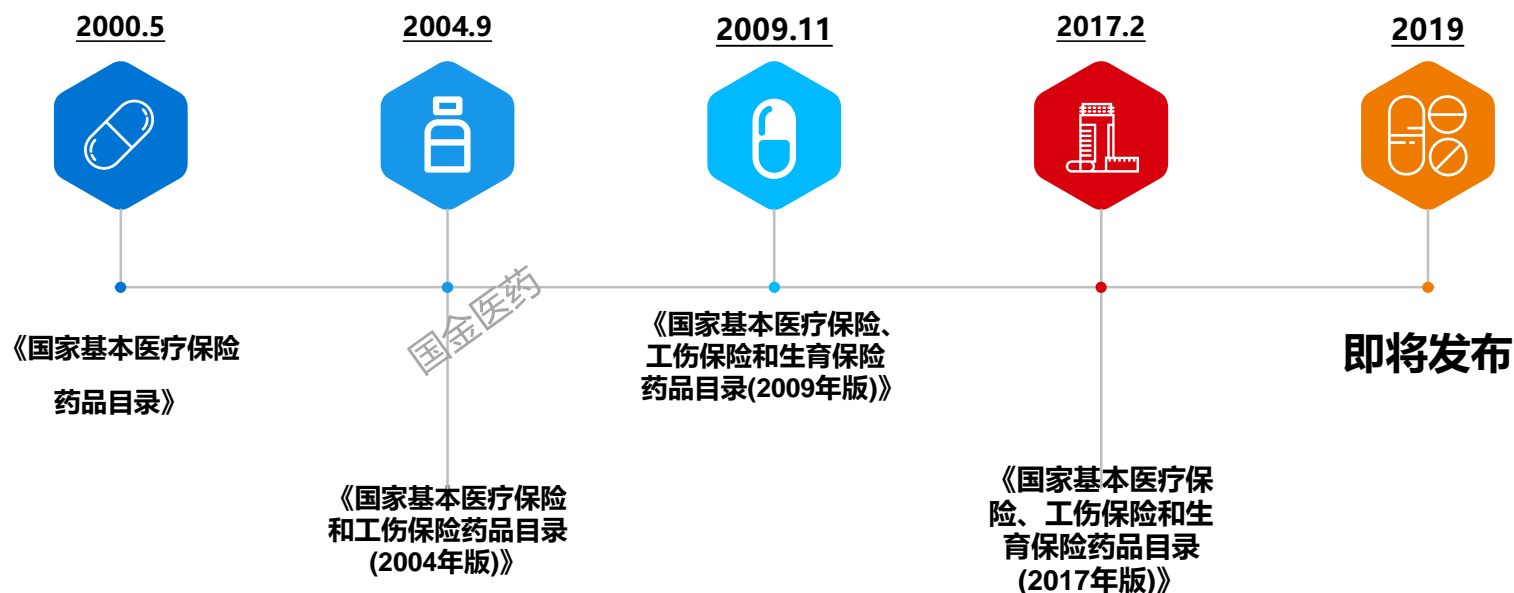 2000.5
2004.9
2009.11
2017.2
2019
《国家基本医疗保险
药品目录》
国金医药
《国家基本医疗保险
和工伤保险药品目录
(2004年版)》
《国家基本医疗保险、
工伤保险和生育保险
药品目录(2009年版)》
《国家基本医疗保
险、工伤保险和生
育保险药品目录
(2017年版)》
即将发布